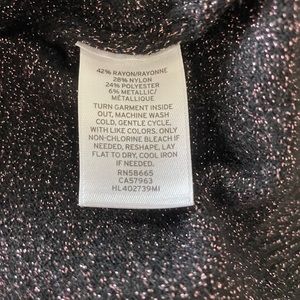 42% RAYON/RAYONNE
28% NYLON
24% POLYESTER
6% METALLIC/
MÉTALLIQUE
TURN GARMENT INSIDE
OUT, MACHINE WASH
COLD, GENTLE CYCLE,
WITH LIKE COLORS. ONLY
NON-CHLORINE BLEACH IF
NEEDED, RESHAPE, LAY
FLAT TO DRY, COOL IRON
IF NEEDED.
RN58665
CA57963
HL402739MI